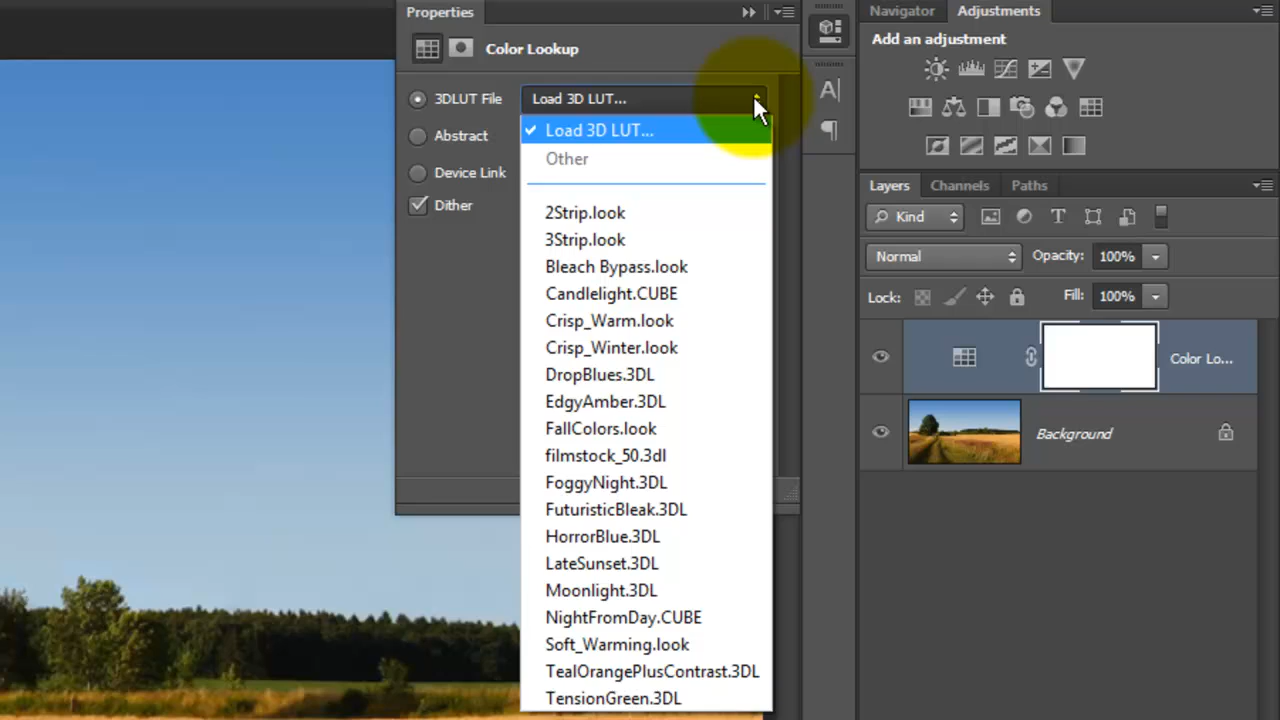 Properties
Color Lookup
3DLUT File
Load 3D LUT...
Abstract
Device Link
Dither
Load 3D LUT...
Other
2Strip.look
3Strip.look
Bleach Bypass.look
Candlelight.CUBE
Crisp_Warm.look
Crisp_Winter.look
DropBlues.3DL
EdgyAmber.3DL
FallColors.look
filmstock_50.3dl
FoggyNight.3DL
FuturisticBleak.3DL
HorrorBlue.3DL
LateSunset.3DL
Moonlight.3DL
NightFromDay.CUBE
Soft_Warming.look
TealOrangePlusContrast.3DL
TensionGreen.3DL
A
Navigator Adjustments
Add an adjustment
Layers Channels Paths
Kind T
Normal Opacity: 100%
Lock: Fill: 100%
Color Lo...
Background